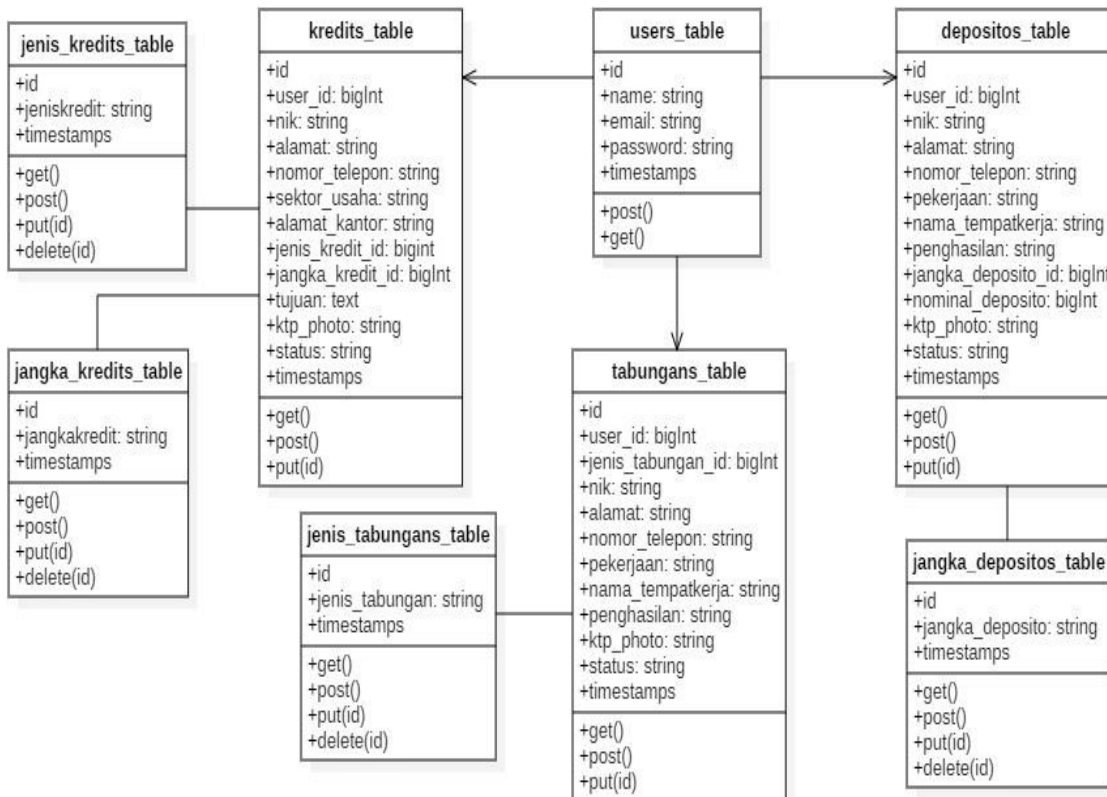 jenis_kredits_table
+id
+jeniskredit: string
+timestamps
+get()
+post()
+put(id)
+delete(id)
jangka_kredits_table
+id
+jangkakredit: string
+timestamps
+get()
+post()
+put(id)
+delete(id)
kredits_table
+id
+user_id: bigInt
+nik: string
+alamat: string
+nomor_telepon: string
+sektor_usaha: string
+alamat_kantor: string
+jenis_kredit_id: bigint
+jangka_kredit_id: bigInt
+tujuan: text
+ktp_photo: string
+status: string
+timestamps
+get()
+post()
+put(id)
users_table
+id
+name: string
+email: string
+password: string
+timestamps
+post()
+get()
jenis_tabungans_table
+id
+jenis_tabungan: string
+timestamps
+get()
+post()
+put(id)
+delete(id)
tabungans_table
+id
+user_id: bigInt
+jenis_tabungan_id: bigInt
+nik: string
+alamat: string
+nomor_telepon: string
+pekerjaan: string
+nama_tempatkerja: string
+penghasilan: string
+ktp_photo: string
+status: string
+timestamps
+get()
+post()
+put(id)
depositos_table
+id
+user_id: bigInt
+nik: string
+alamat: string
+nomor_telepon: string
+pekerjaan: string
+nama_tempatkerja: string
+penghasilan: string
+jangka_deposito_id: bigInt
+nominal_deposito: bigInt
+ktp_photo: string
+status: string
+timestamps
+get()
+post()
+put(id)
jangka_depositos_table
+id
+jangka_deposito: string
+timestamps
+get()
+post()
+put(id)
+delete(id)